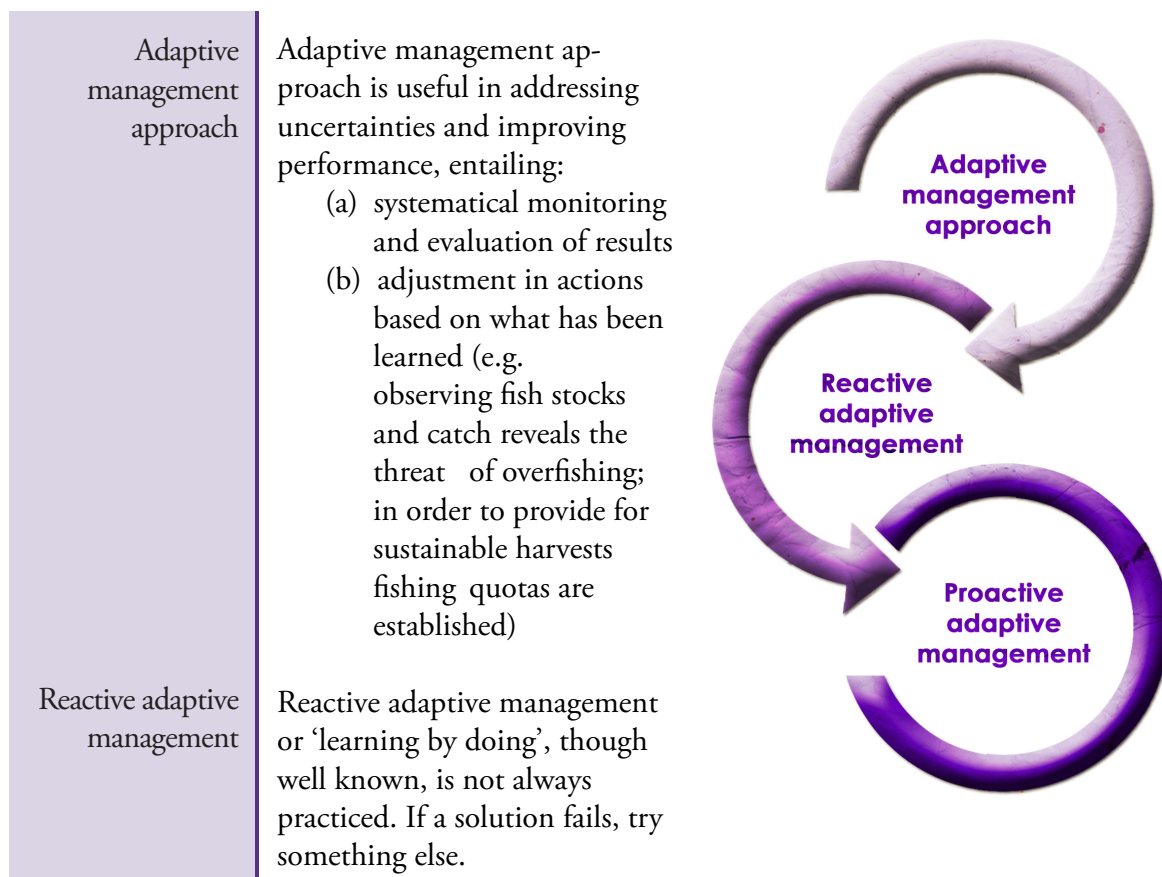 Adaptive
management
approach
Adaptive management ap-
proach is useful in addressing
uncertainties and improving
performance, entailing:
(a) systematical monitoring
and evaluation of results
(b) adjustment in actions
based on what has been
learned (e.g.
observing fish stocks
and catch reveals the
threat of overfishing;
in order to provide for
sustainable harvests
fishing quotas are
established)
Reactive adaptive
management
Reactive adaptive management
or ‘learning by doing’, though
well known, is not always
practiced. If a solution fails, try
something else.
Adaptive
management
approach
Reactive
adaptive
management
Proactive
adaptive
management